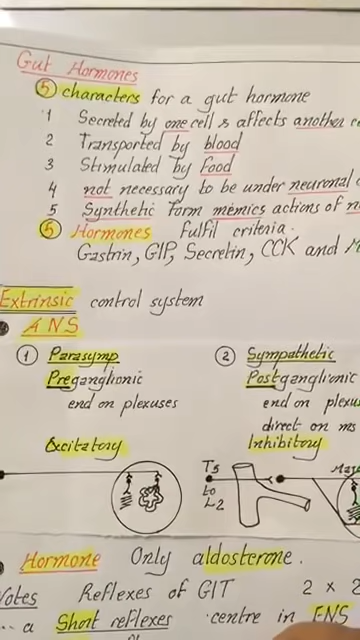 Gut Hormones
⑤ characters for a gut hormone
1 Secreted by one cell & affects another
2 Transported by blood
3 Stimulated by food
4 not necessary to be under neuronal
5 Synthetic form memics actions of
⑤ Hormones Fulfil criteria.
Gastrin, GIP, Secretin, CCK and
Extrinsic control system
ANS
① Parasymp
Preganglionic
end on plexuses
Excitatory
② Sympathetic
Postganglionic
end on
direct on ms
Inhibitory
T5
to
L2
Hormone Only aldosterone.
Notes Reflexes of GIT 2 x 2
a Short reflexes centre in ENS